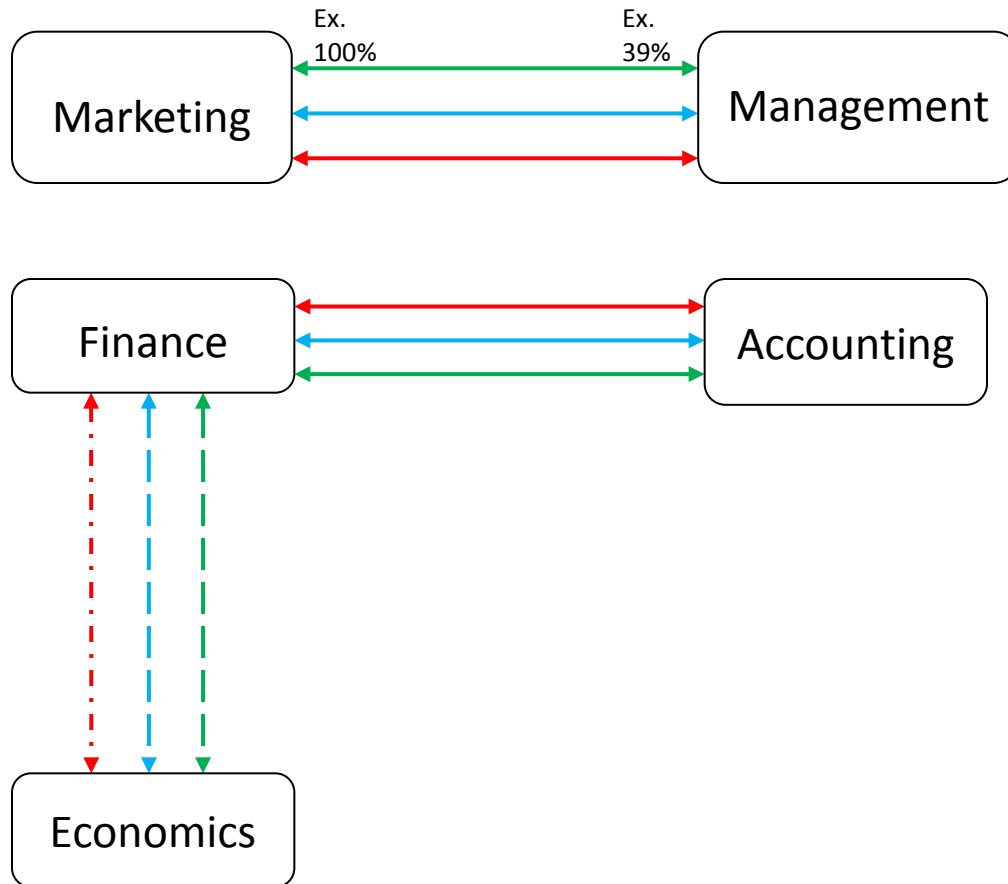 Ex.
100%
Ex.
39%
Marketing
Management
Finance
Accounting
Economics